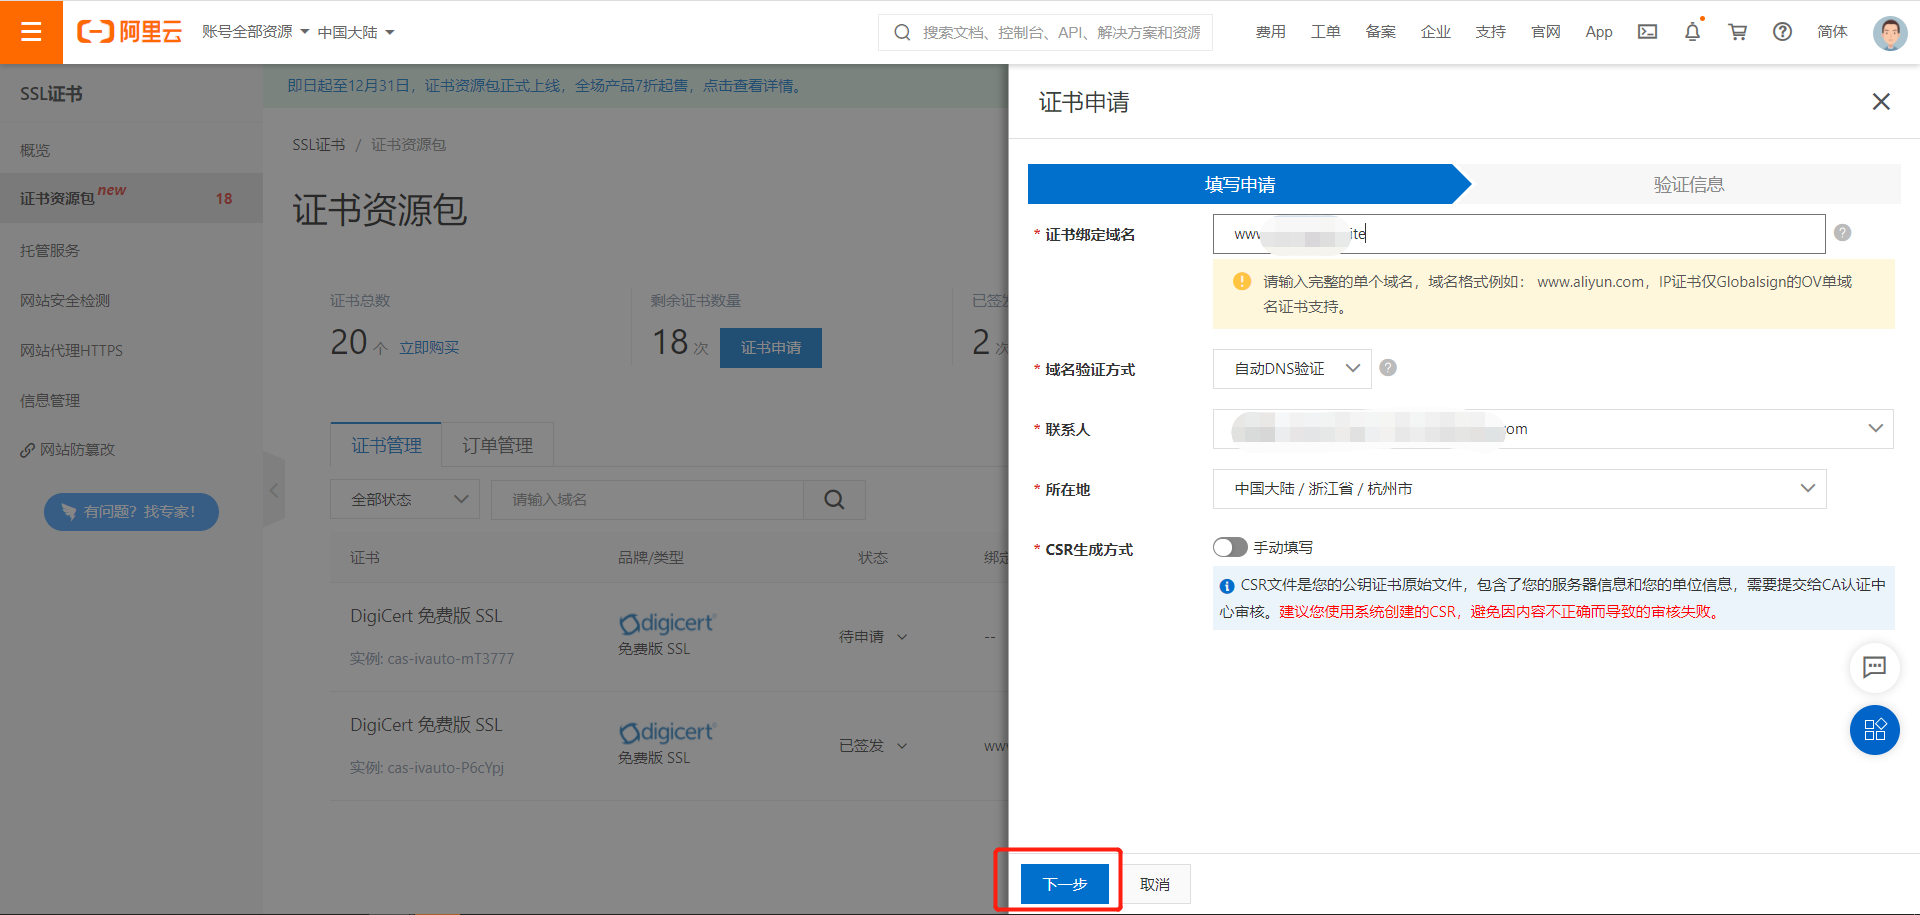 阿里云
账号全部资源
中国大陆
搜索文档、控制台、API、解决方案和资源
费用
工单
备案
企业
支持
官网
App
简体
SSL证书
概览
证书资源包 new 18
托管服务
网站安全检测
网站代理HTTPS
信息管理
网站防篡改
有问题？找专家！
即日起至12月31日，证书资源包正式上线，全场产品7折起售，点击查看详情。
SSL证书 / 证书资源包
证书资源包
证书总数
20 个 立即购买
剩余证书数量
18 次 证书申请
已签发
2 次
证书管理
订单管理
全部状态
请输入域名
证书
品牌/类型
状态
绑定
DigiCert 免费版 SSL
实例: cas-ivauto-mT3777
digicert
免费版 SSL
待申请
--
DigiCert 免费版 SSL
实例: cas-ivauto-P6cYpj
digicert
免费版 SSL
已签发
www
证书申请
填写申请
验证信息
* 证书绑定域名
www
ite
请输入完整的单个域名，域名格式例如： www.aliyun.com，IP证书仅Globalsign的OV单域
名证书支持。
* 域名验证方式
自动DNS验证
* 联系人
om
* 所在地
中国大陆 / 浙江省 / 杭州市
* CSR生成方式
手动填写
CSR文件是您的公钥证书原始文件，包含了您的服务器信息和您的单位信息，需要提交给CA认证中
心审核。建议您使用系统创建的CSR，避免因内容不正确而导致的审核失败。
下一步
取消